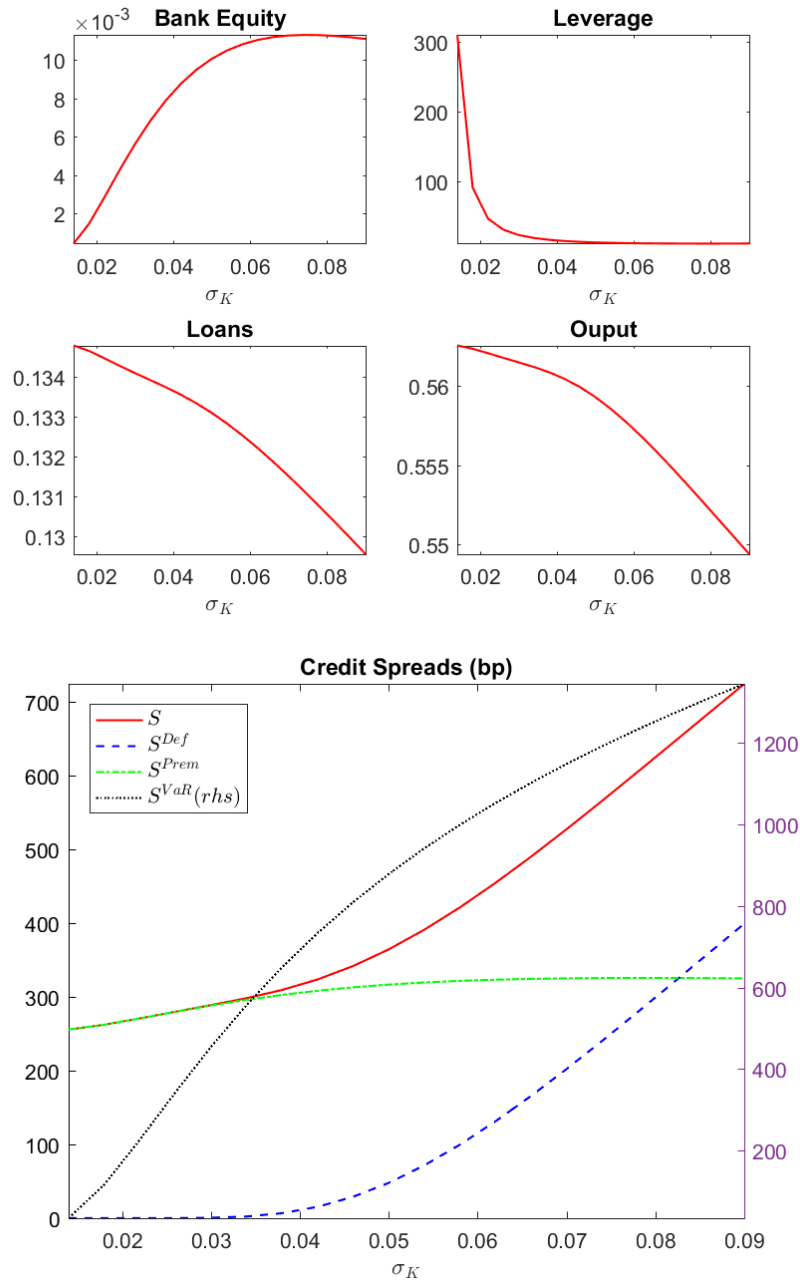 Bank Equity
×10^-3
10
8
6
4
2
0.02 0.04 0.06 0.08
σ_K
Leverage
300
200
100
0.02 0.04 0.06 0.08
σ_K
Loans
0.134
0.133
0.132
0.131
0.13
0.02 0.04 0.06 0.08
σ_K
Ouput
0.56
0.555
0.55
0.02 0.04 0.06 0.08
σ_K
Credit Spreads (bp)
700
600
500
400
300
200
100
0
S
S^Def
S^Prem
S^VaR(rhs)
1200
1000
800
600
400
200
0.02 0.03 0.04 0.05 0.06 0.07 0.08 0.09
σ_K